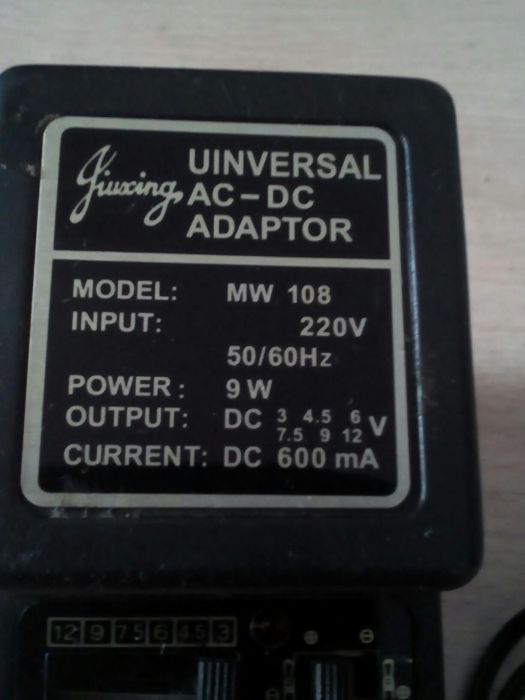 Jiuxing UINVERSAL
AC-DC
ADAPTOR
MODEL: MW 108
INPUT: 220V
50/60Hz
POWER: 9 W
OUTPUT: DC 3 4.5 6 7.5 9 12 V
CURRENT: DC 600 mA
12 9 7.5 6 4.5 3
⊕ ⊖